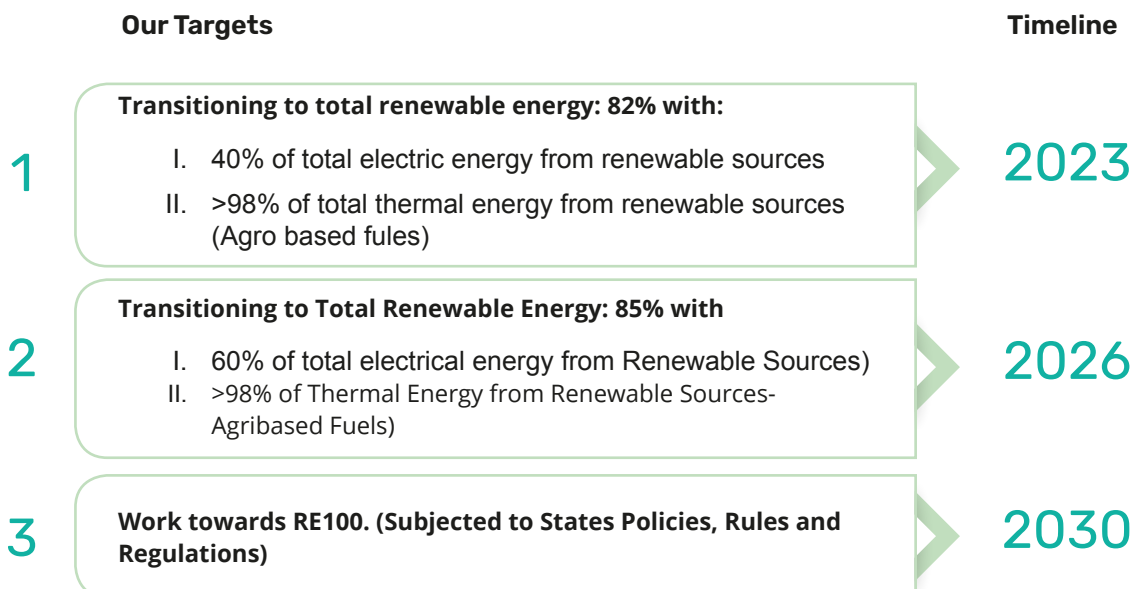 Our Targets
Timeline
1
Transitioning to total renewable energy: 82% with:
I. 40% of total electric energy from renewable sources
II. >98% of total thermal energy from renewable sources
(Agro based fules)
2023
2
Transitioning to Total Renewable Energy: 85% with
I. 60% of total electrical energy from Renewable Sources)
II. >98% of Thermal Energy from Renewable Sources-
Agribased Fuels)
2026
3
Work towards RE100. (Subjected to States Policies, Rules and
Regulations)
2030